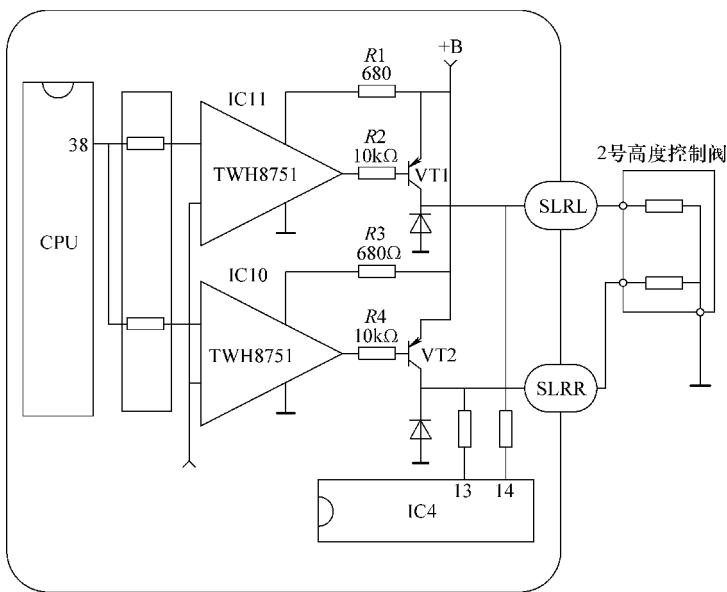 +B
R1
680
IC11
38
TWH8751
R2
10kΩ
VT1
2号高度控制阀
SLRL
CPU
R3
680Ω
IC10
TWH8751
R4
10kΩ
VT2
SLRR
13
14
IC4